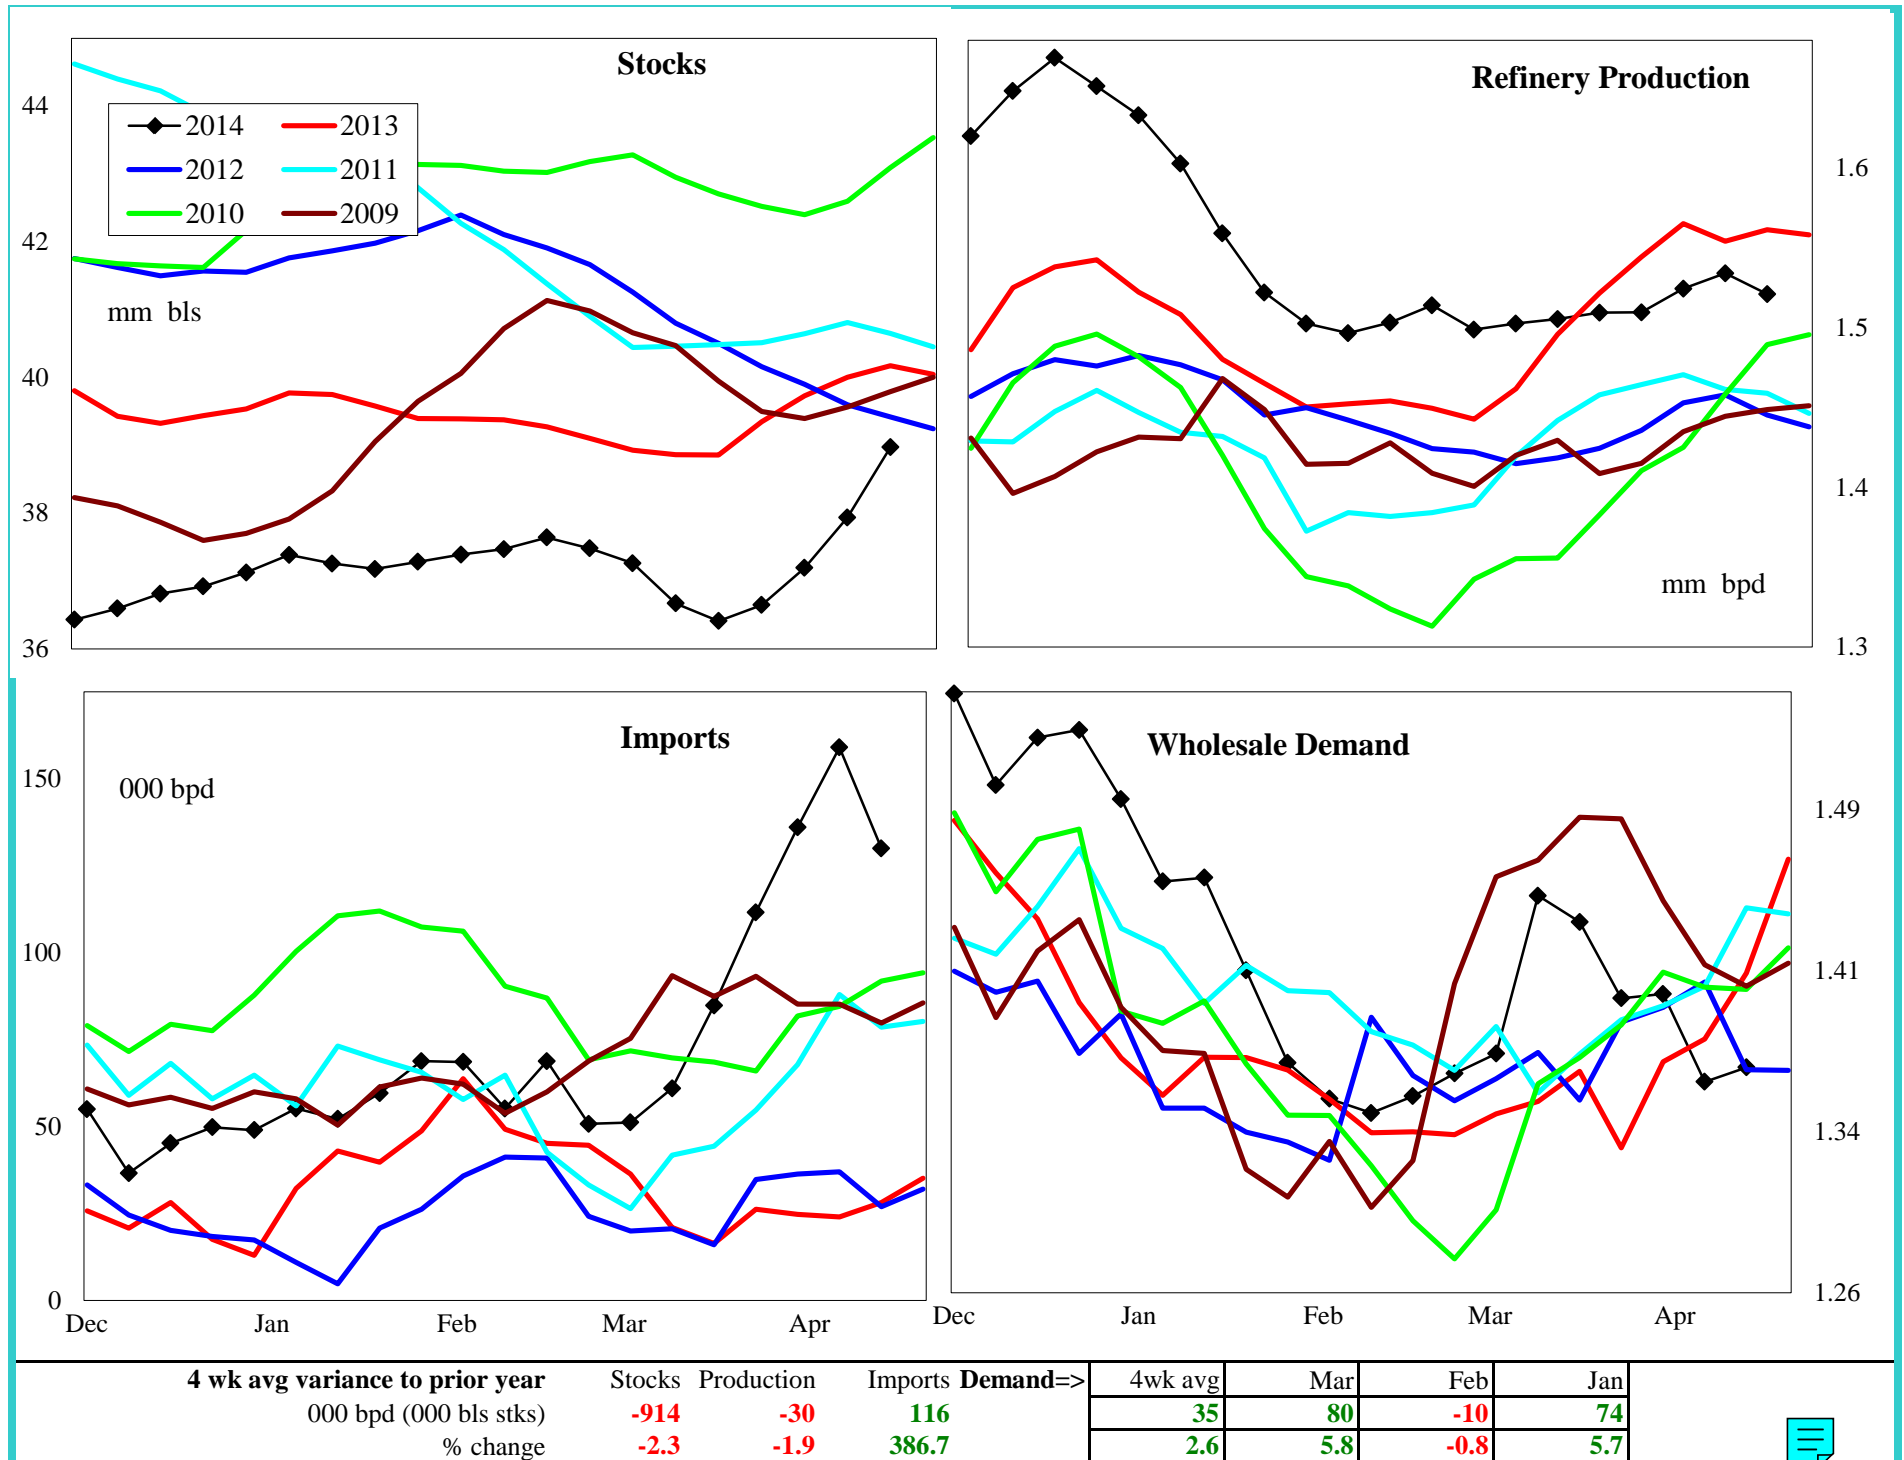 Stocks
44
42
40
38
36
2014 2013
2012 2011
2010 2009
mm bls
Refinery Production
1.6
1.5
1.4
1.3
mm bpd
Imports
000 bpd
150
100
50
0
Dec Jan Feb Mar Apr
Wholesale Demand
1.49
1.41
1.34
1.26
Dec Jan Feb Mar Apr
4 wk avg variance to prior year Stocks Production Imports Demand=> 4wk avg Mar Feb Jan
000 bpd (000 bls stks) -914 -30 116 35 80 -10 74
% change -2.3 -1.9 386.7 2.6 5.8 -0.8 5.7